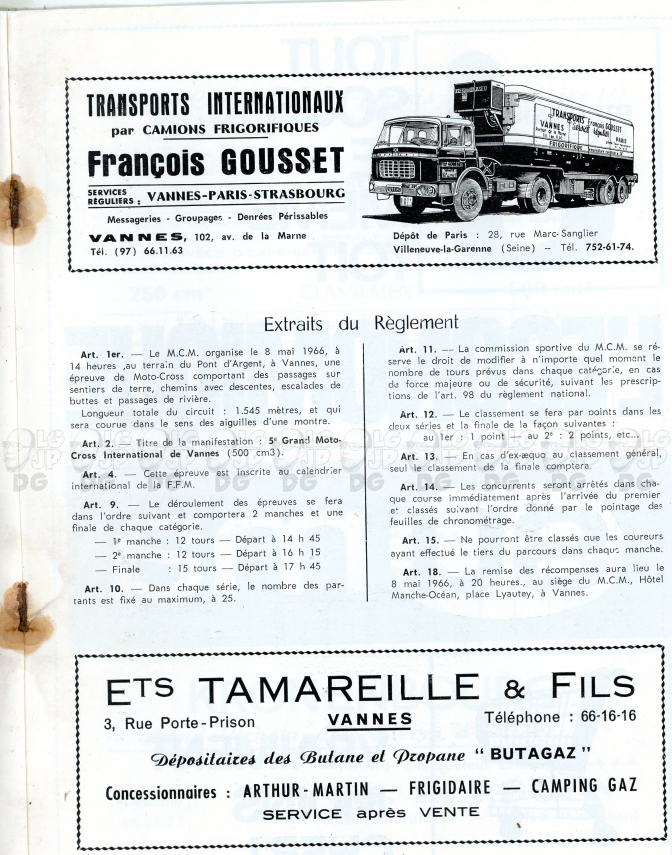 TRANSPORTS INTERNATIONAUX
par CAMIONS FRIGORIFIQUES
François GOUSSET
SERVICES RÉGULIERS : VANNES-PARIS-STRASBOURG
Messageries - Groupages - Denrées Périssables
VANNES, 102, av. de la Marne
Tél. (97) 66.11.63
TRANSPORTS François GOUSSET
VANNES
PARIS
FRIGORIFIQUE
Dépôt de Paris : 28, rue Marc-Sanglier
Villeneuve-la-Garenne (Seine) – Tél. 752-61-74.
Extraits du Règlement
Art. 1er. — Le M.C.M. organise le 8 mai 1966, à
14 heures ,au terrain du Pont d'Argent, à Vannes, une
épreuve de Moto-Cross comportant des passages sur
sentiers de terre, chemins avec descentes, escalades de
buttes et passages de rivière.
Longueur totale du circuit : 1.545 mètres, et qui
sera courue dans le sens des aiguilles d'une montre.
Art. 2. — Titre de la manifestation : 5e Grand Moto-
Cross International de Vannes (500 cm3).
Art. 4. — Cette épreuve est inscrite au calendrier
international de la F.F.M.
Art. 9. — Le déroulement des épreuves se fera
dans l'ordre suivant et comportera 2 manches et une
finale de chaque catégorie.
— 1re manche : 12 tours — Départ à 14 h 45
— 2e manche : 12 tours — Départ à 16 h 15
— Finale : 15 tours — Départ à 17 h 45
Art. 10. — Dans chaque série, le nombre des par-
tants est fixé au maximum, à 25.
Art. 11. — La commission sportive du M.C.M. se ré-
serve le droit de modifier à n'importe quel moment le
nombre de tours prévus dans chaque catégorie, en cas
de force majeure ou de sécurité, suivant les prescrip-
tions de l'art. 98 du règlement national.
Art. 12. — Le classement se fera par points dans les
deux séries et la finale de la façon suivantes :
au 1er : 1 point — au 2e : 2 points, etc...
Art. 13. — En cas d'ex-æquo au classement général,
seul le classement de la finale comptera.
Art. 14. — Les concurrents seront arrêtés dans cha-
que course immédiatement après l'arrivée du premier
et classés suivant l'ordre donné par le pointage des
feuilles de chronométrage.
Art. 15. — Ne pourront être classés que les coureurs
ayant effectué le tiers du parcours dans chaque manche.
Art. 18. — La remise des récompenses aura lieu le
8 mai 1966, à 20 heures., au siège du M.C.M., Hôtel
Manche-Océan, place Lyautey, à Vannes.
ETS TAMAREILLE & FILS
3, Rue Porte-Prison VANNES Téléphone : 66-16-16
Dépositaires des Butane et Propane " BUTAGAZ "
Concessionnaires : ARTHUR-MARTIN — FRIGIDAIRE — CAMPING GAZ
SERVICE après VENTE